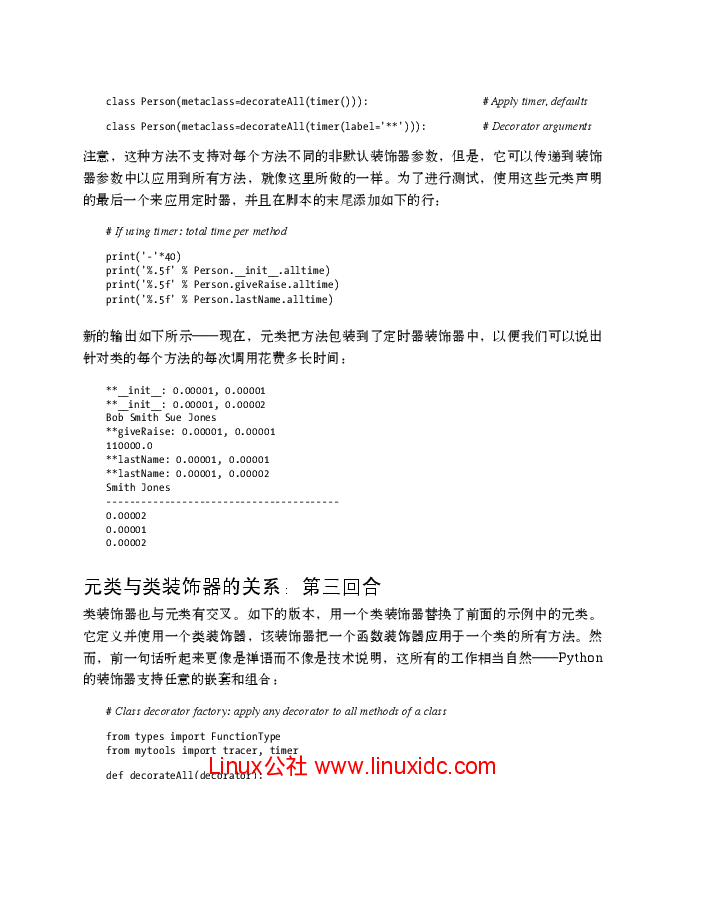 class Person(metaclass=decorateAll(timer())): # Apply timer, defaults
class Person(metaclass=decorateAll(timer(label='**'))): # Decorator arguments
注意，这种方法不支持对每个方法不同的非默认装饰器参数，但是，它可以传递到装饰
器参数中以应用到所有方法，就像这里所做的一样。为了进行测试，使用这些元类声明
的最后一个来应用定时器，并且在脚本的末尾添加如下的行：
# If using timer: total time per method
print('-'*40)
print('%.5f' % Person.__init__.alltime)
print('%.5f' % Person.giveRaise.alltime)
print('%.5f' % Person.lastName.alltime)
新的输出如下所示——现在，元类把方法包装到了定时器装饰器中，以便我们可以说出
针对类的每个方法的每次调用花费多长时间：
**__init__: 0.00001, 0.00001
**__init__: 0.00001, 0.00002
Bob Smith Sue Jones
**giveRaise: 0.00001, 0.00001
110000.0
**lastName: 0.00001, 0.00001
**lastName: 0.00001, 0.00002
Smith Jones
----------------------------------------
0.00002
0.00001
0.00002
元类与类装饰器的关系：第三回合
类装饰器也与元类有交叉。如下的版本，用一个类装饰器替换了前面的示例中的元类。
它定义并使用一个类装饰器，该装饰器把一个函数装饰器应用于一个类的所有方法。然
而，前一句话听起来更像是禅语而不像是技术说明，这所有的工作相当自然——Python
的装饰器支持任意的嵌套和组合：
# Class decorator factory: apply any decorator to all methods of a class
from types import FunctionType
from mytools import tracer, timer
Linux公社 www.linuxidc.com
def decorateAll(decorator):